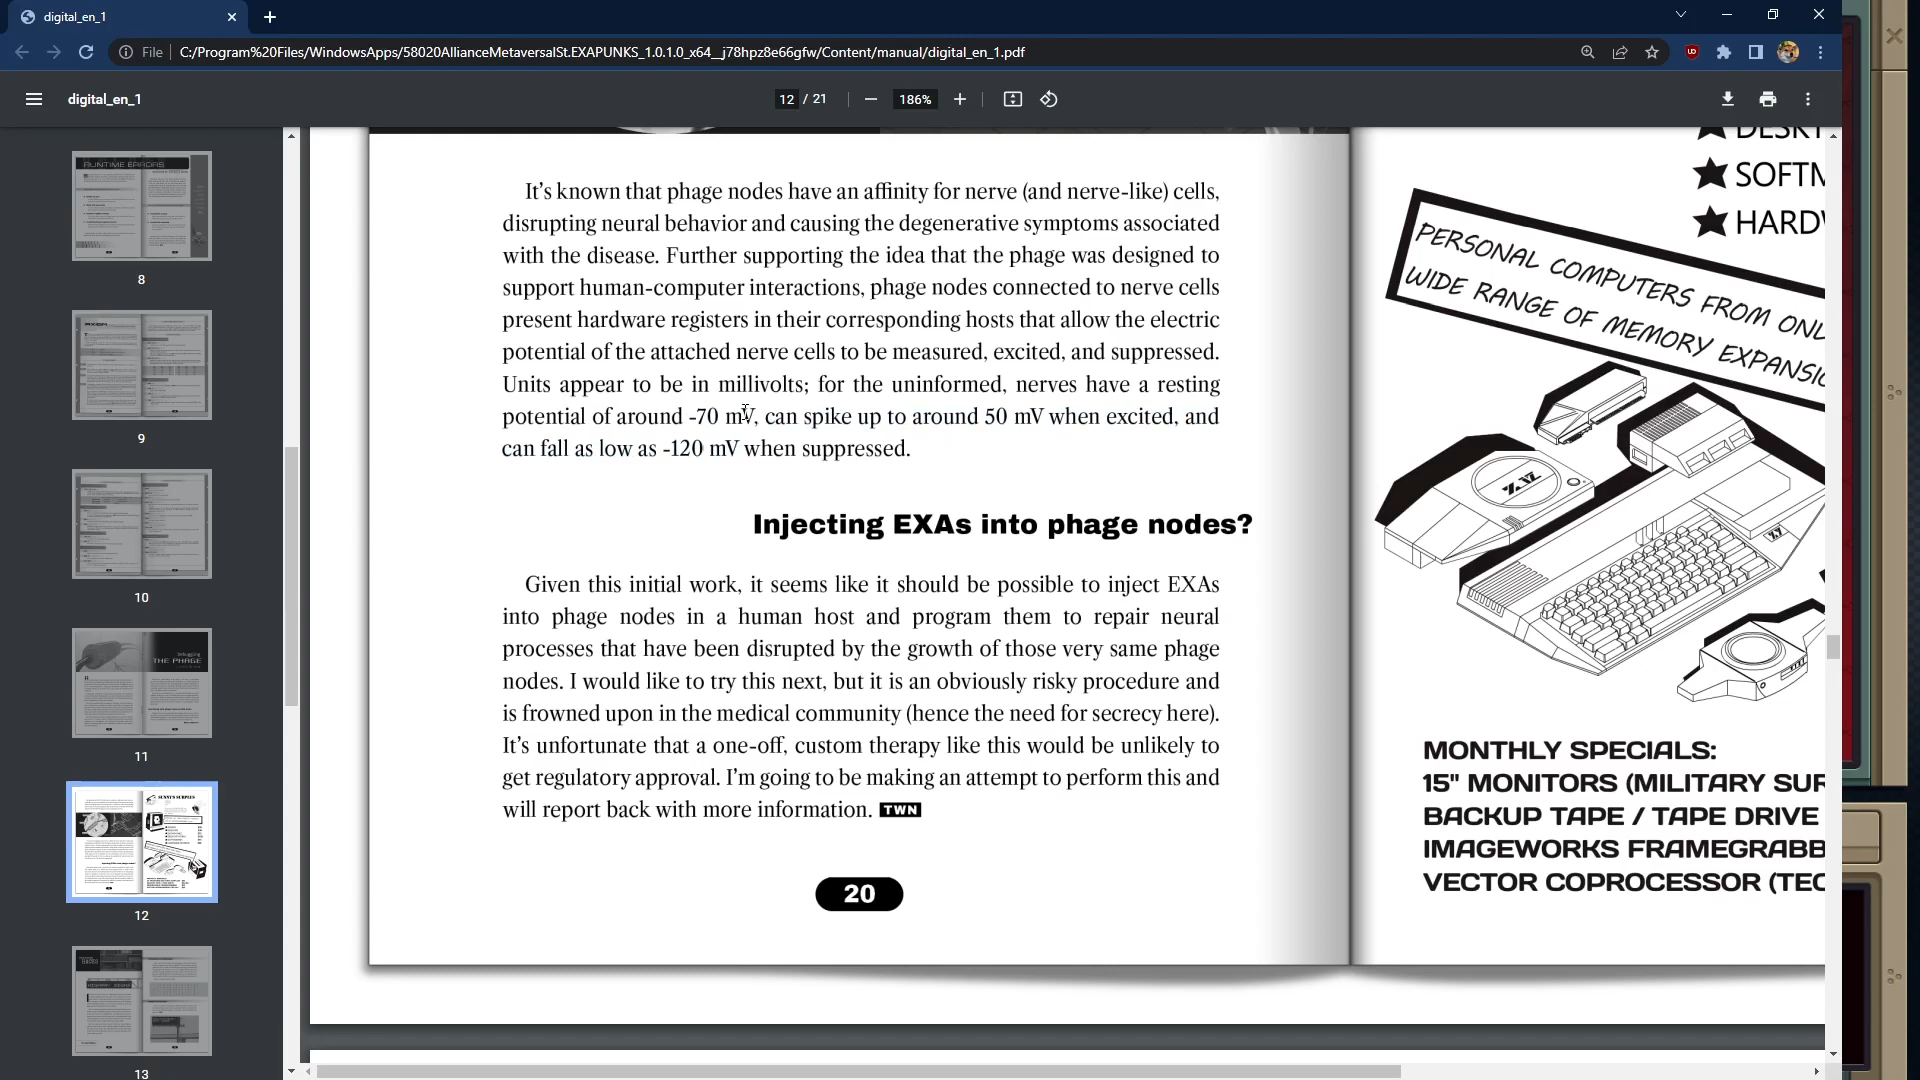 digital_en_1
File
C:/Program%20Files/WindowsApps/58020AllianceMetaversalSt.EXAPUNKS_1.0.1.0_x64__j78hpz8e66gfw/Content/manual/digital_en_1.pdf
digital_en_1
12 / 21
186%
RUNTIME ERRORS
8
9
10
THE PHAGE
11
SUNNY'S SURPLUS
12
13
It's known that phage nodes have an affinity for nerve (and nerve-like) cells,
disrupting neural behavior and causing the degenerative symptoms associated
with the disease. Further supporting the idea that the phage was designed to
support human-computer interactions, phage nodes connected to nerve cells
present hardware registers in their corresponding hosts that allow the electric
potential of the attached nerve cells to be measured, excited, and suppressed.
Units appear to be in millivolts; for the uninformed, nerves have a resting
potential of around -70 mV, can spike up to around 50 mV when excited, and
can fall as low as -120 mV when suppressed.
Injecting EXAs into phage nodes?
Given this initial work, it seems like it should be possible to inject EXAs
into phage nodes in a human host and program them to repair neural
processes that have been disrupted by the growth of those very same phage
nodes. I would like to try this next, but it is an obviously risky procedure and
is frowned upon in the medical community (hence the need for secrecy here).
It's unfortunate that a one-off, custom therapy like this would be unlikely to
get regulatory approval. I'm going to be making an attempt to perform this and
will report back with more information. TWN
20
★ DESKT
★ SOFTM
★ HARDW
PERSONAL COMPUTERS FROM ONL
WIDE RANGE OF MEMORY EXPANSIO
MONTHLY SPECIALS:
15" MONITORS (MILITARY SUR
BACKUP TAPE / TAPE DRIVE
IMAGEWORKS FRAMEGRABB
VECTOR COPROCESSOR (TEC